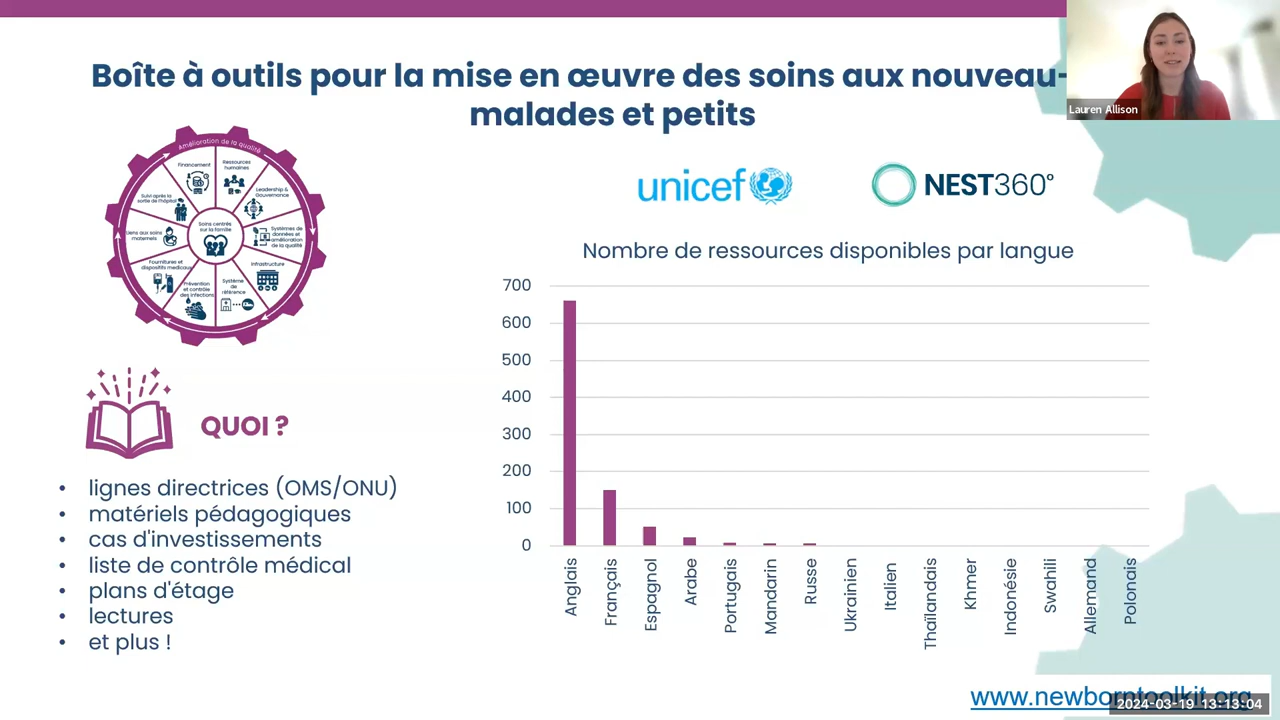 Boîte à outils pour la mise en œuvre des soins aux nouveau-
malades et petits
Lauren Allison
Amélioration de la qualité
Financement
Ressources
humaines
Leadership &
Gouvernance
Systèmes de
données et
amélioration
de la qualité
Infrastructure
Système
de
référence
Prévention
et contrôle
des infections
Fournitures et
dispositifs medicaux
Liens aux soins
maternels
Suivi après la
sortie de l'hôpital
Soins centrés
sur la famille
unicef
NEST360°
Nombre de ressources disponibles par langue
700
600
500
400
300
200
100
0
Anglais
Français
Espagnol
Arabe
Portugais
Mandarin
Russe
Ukrainien
Italien
Thaïlandais
Khmer
Indonésie
Swahili
Allemand
Polonais
QUOI ?
• lignes directrices (OMS/ONU)
• matériels pédagogiques
• cas d'investissements
• liste de contrôle médical
• plans d'étage
• lectures
• et plus !
www.newborntoolkit.org
2024-03-19 13:13:04